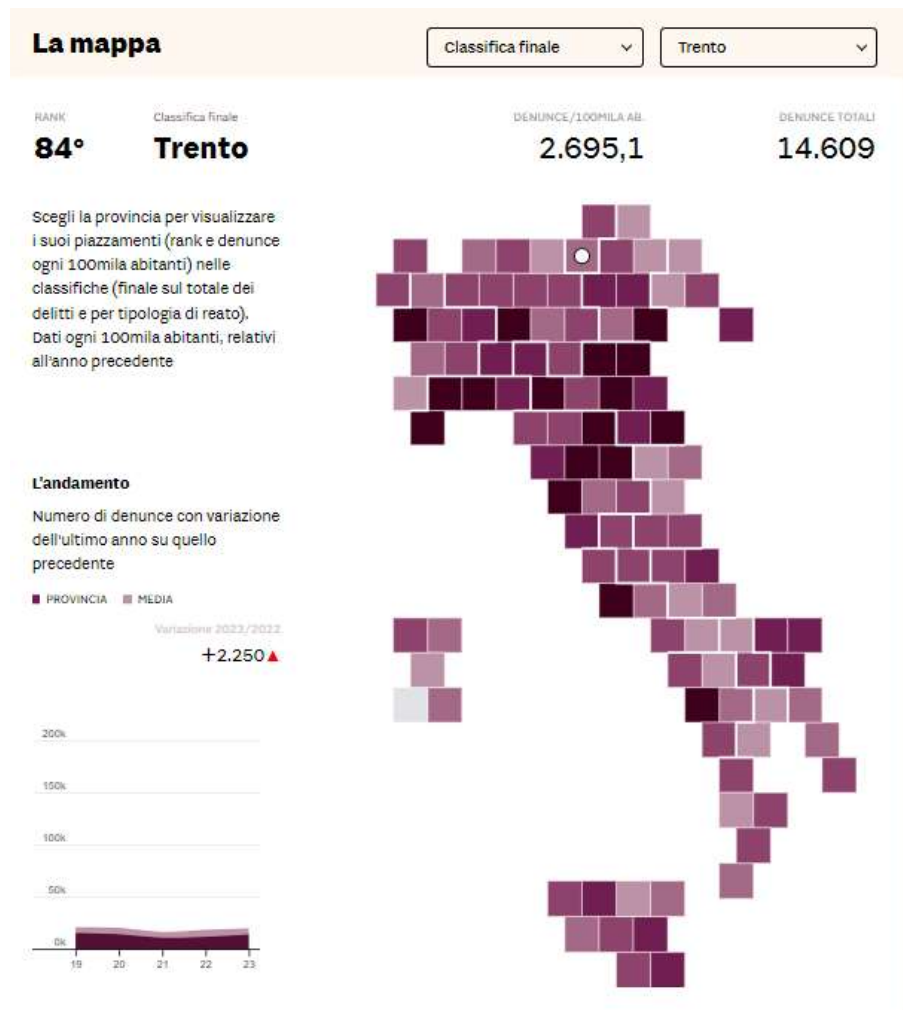 La mappa
Classifica finale
Trento
RANK
Classifica finale
DENUNCE/100MILA AB.
DENUNCE TOTALI
84°
Trento
2.695,1
14.609
Scegli la provincia per visualizzare
i suoi piazzamenti (rank e denunce
ogni 100mila abitanti) nelle
classifiche (finale sul totale dei
delitti e per tipologia di reato).
Dati ogni 100mila abitanti, relativi
all'anno precedente
L'andamento
Numero di denunce con variazione
dell'ultimo anno su quello
precedente
PROVINCIA
MEDIA
Variazione 2023/2022
+2.250
200k
150k
100k
50k
0k
19 20 21 22 23